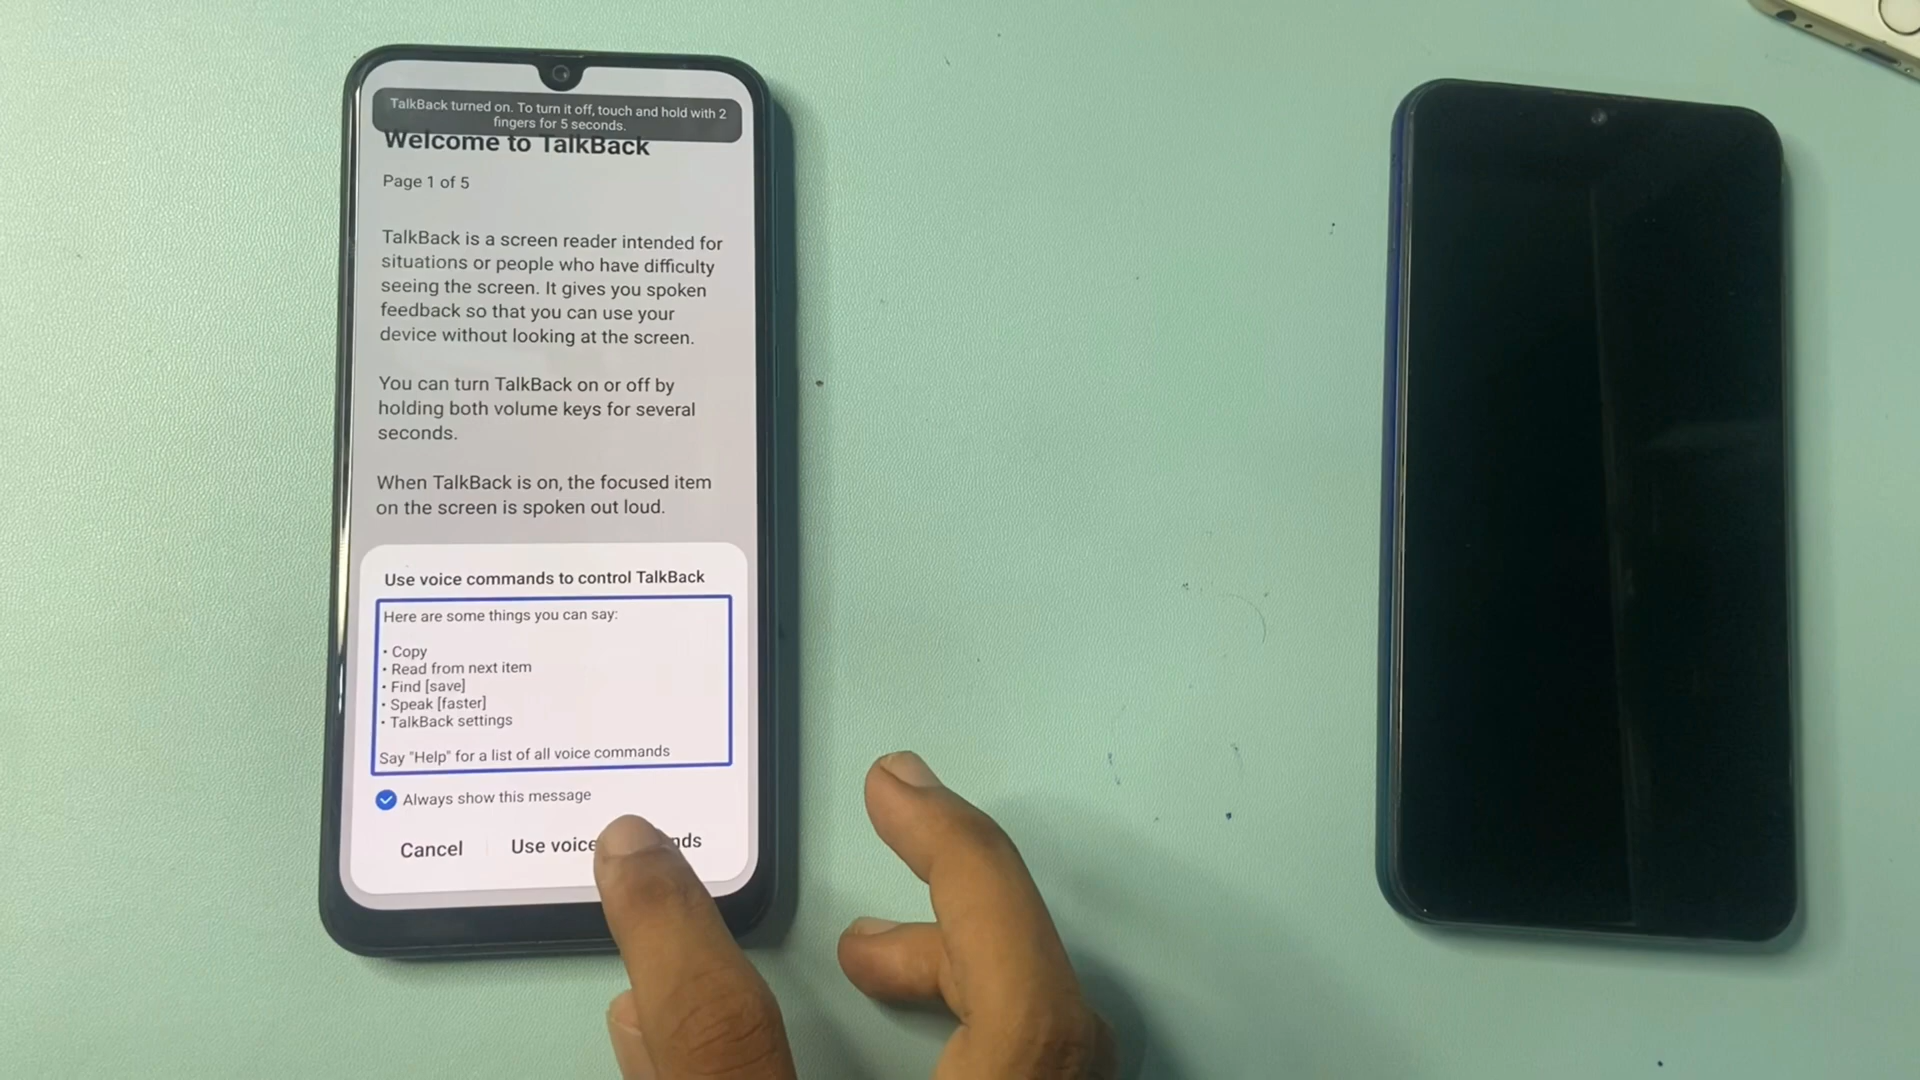 TalkBack turned on. To turn it off, touch and hold with 2
fingers for 5 seconds.
Welcome to TalkBack
Page 1 of 5
TalkBack is a screen reader intended for
situations or people who have difficulty
seeing the screen. It gives you spoken
feedback so that you can use your
device without looking at the screen.
You can turn TalkBack on or off by
holding both volume keys for several
seconds.
When TalkBack is on, the focused item
on the screen is spoken out loud.
Use voice commands to control TalkBack
Here are some things you can say:
• Copy
• Read from next item
• Find [save]
• Speak [faster]
• TalkBack settings
Say "Help" for a list of all voice commands
Always show this message
Cancel
Use voice